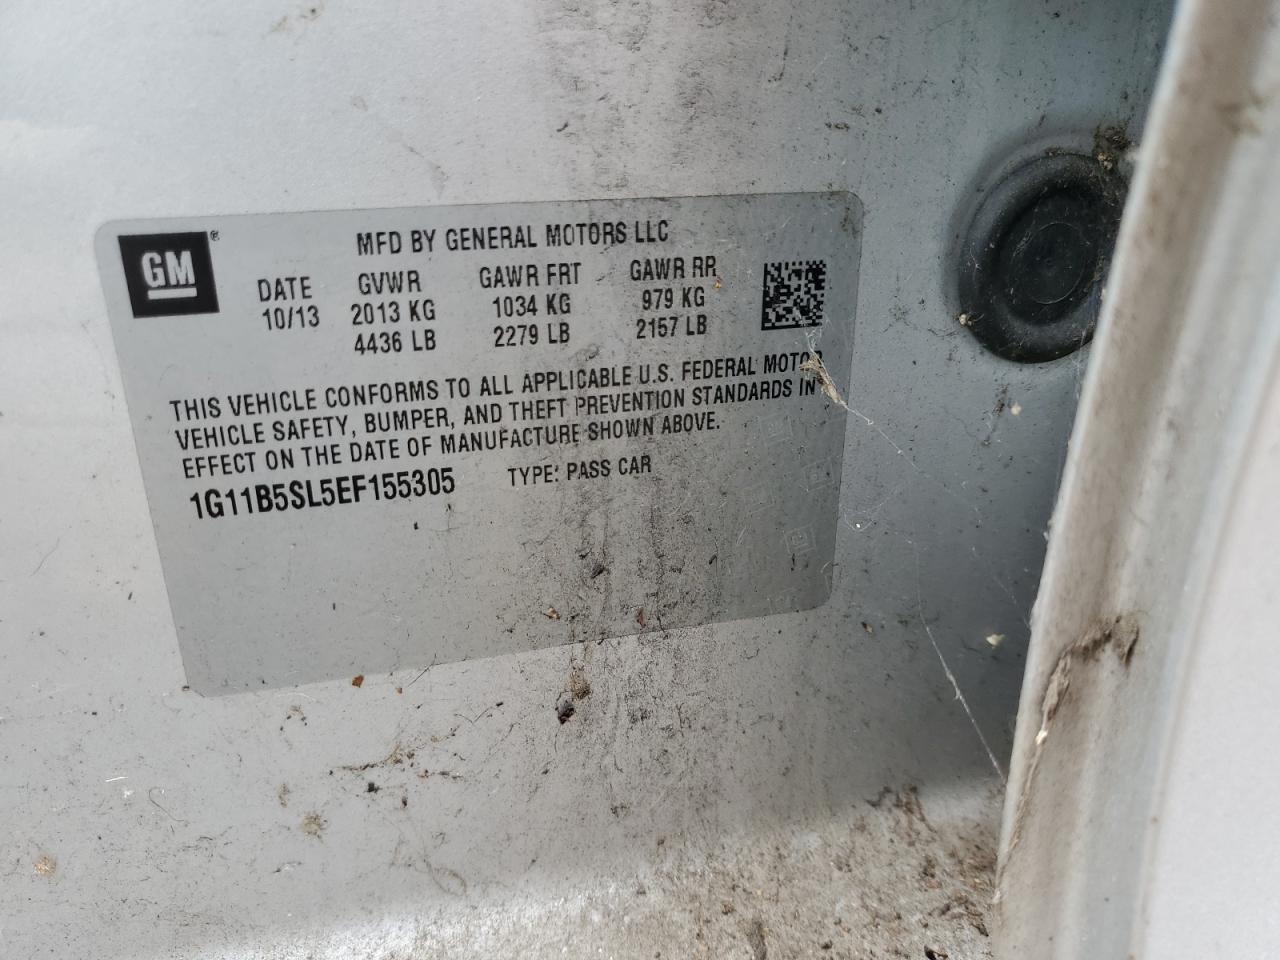 GM ®
MFD BY GENERAL MOTORS LLC
DATE GVWR GAWR FRT GAWR RR
10/13 2013 KG 1034 KG 979 KG
4436 LB 2279 LB 2157 LB
THIS VEHICLE CONFORMS TO ALL APPLICABLE U.S. FEDERAL MOTOR
VEHICLE SAFETY, BUMPER, AND THEFT PREVENTION STANDARDS IN
EFFECT ON THE DATE OF MANUFACTURE SHOWN ABOVE.
1G11B5SL5EF155305 TYPE: PASS CAR